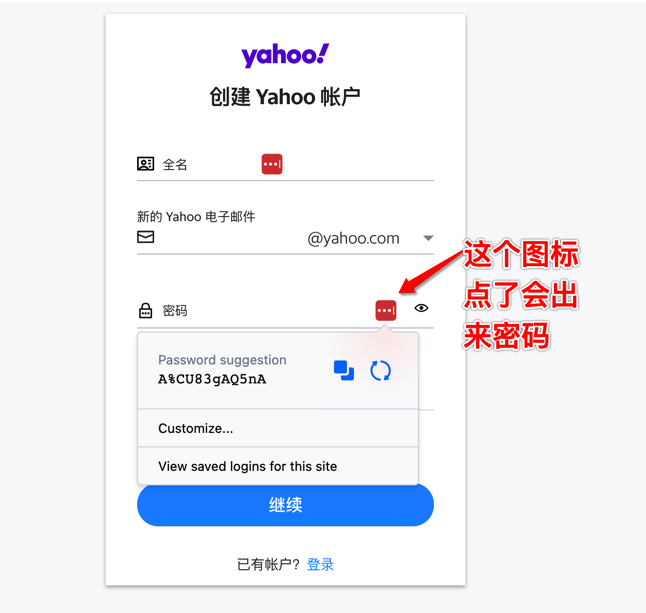 yahoo!
创建 Yahoo 帐户
全名
新的 Yahoo 电子邮件
@yahoo.com
这个图标
点了会出
来密码
密码
Password suggestion
A%CU83gAQ5nA
Customize...
View saved logins for this site
继续
已有帐户? 登录